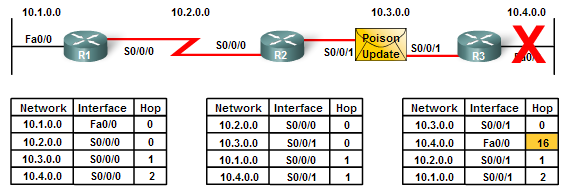 10.1.0.0 10.2.0.0 10.3.0.0 10.4.0.0
Fa0/0 R1 S0/0/0 S0/0/0 R2 S0/0/1 Poison Update S0/0/1 R3 Fa0/
Network Interface Hop
10.1.0.0 Fa0/0 0
10.2.0.0 S0/0/0 0
10.3.0.0 S0/0/0 1
10.4.0.0 S0/0/0 2
Network Interface Hop
10.2.0.0 S0/0/0 0
10.3.0.0 S0/0/1 0
10.1.0.0 S0/0/0 1
10.4.0.0 S0/0/1 1
Network Interface Hop
10.3.0.0 S0/0/1 0
10.4.0.0 Fa0/0 16
10.2.0.0 S0/0/1 1
10.1.0.0 S0/0/1 2